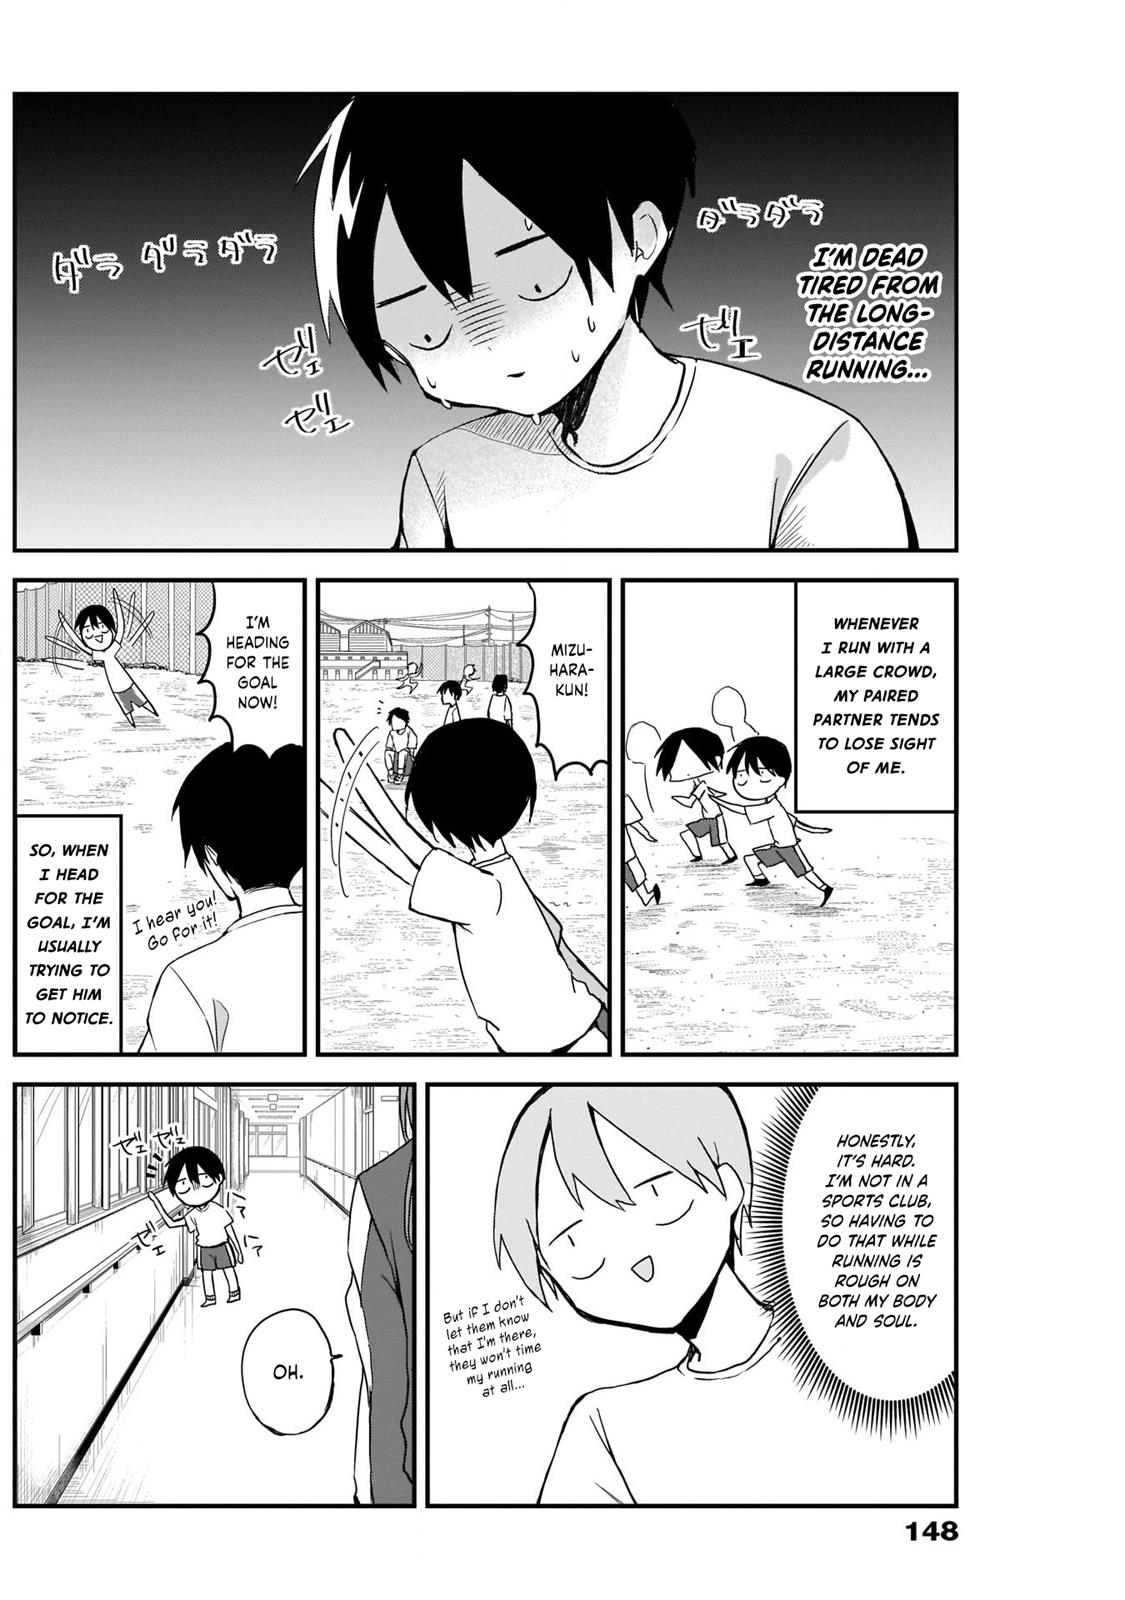 ダラダラ
I'M DEAD
TIRED FROM
THE LONG-
DISTANCE
RUNNING...
ゼェ
ダラ ダラダラ
ゼェ
ゼェ
WHENEVER
I RUN WITH A
LARGE CROWD,
MY PAIRED
PARTNER TENDS
TO LOSE SIGHT
OF ME.
MIZU-
HARA-
KUN!
I'M
HEADING
FOR THE
GOAL
NOW!
I hear you!
Go for it!
SO, WHEN
I HEAD
FOR THE
GOAL, I'M
USUALLY
TRYING TO
GET HIM
TO NOTICE.
HONESTLY,
IT'S HARD.
I'M NOT IN A
SPORTS CLUB,
SO HAVING TO
DO THAT WHILE
RUNNING IS
ROUGH ON
BOTH MY BODY
AND SOUL.
But if I don't
let them know
that I'm there,
they won't time
my running
at all...
ゼェ ゼェ
ゼェ
OH.
148